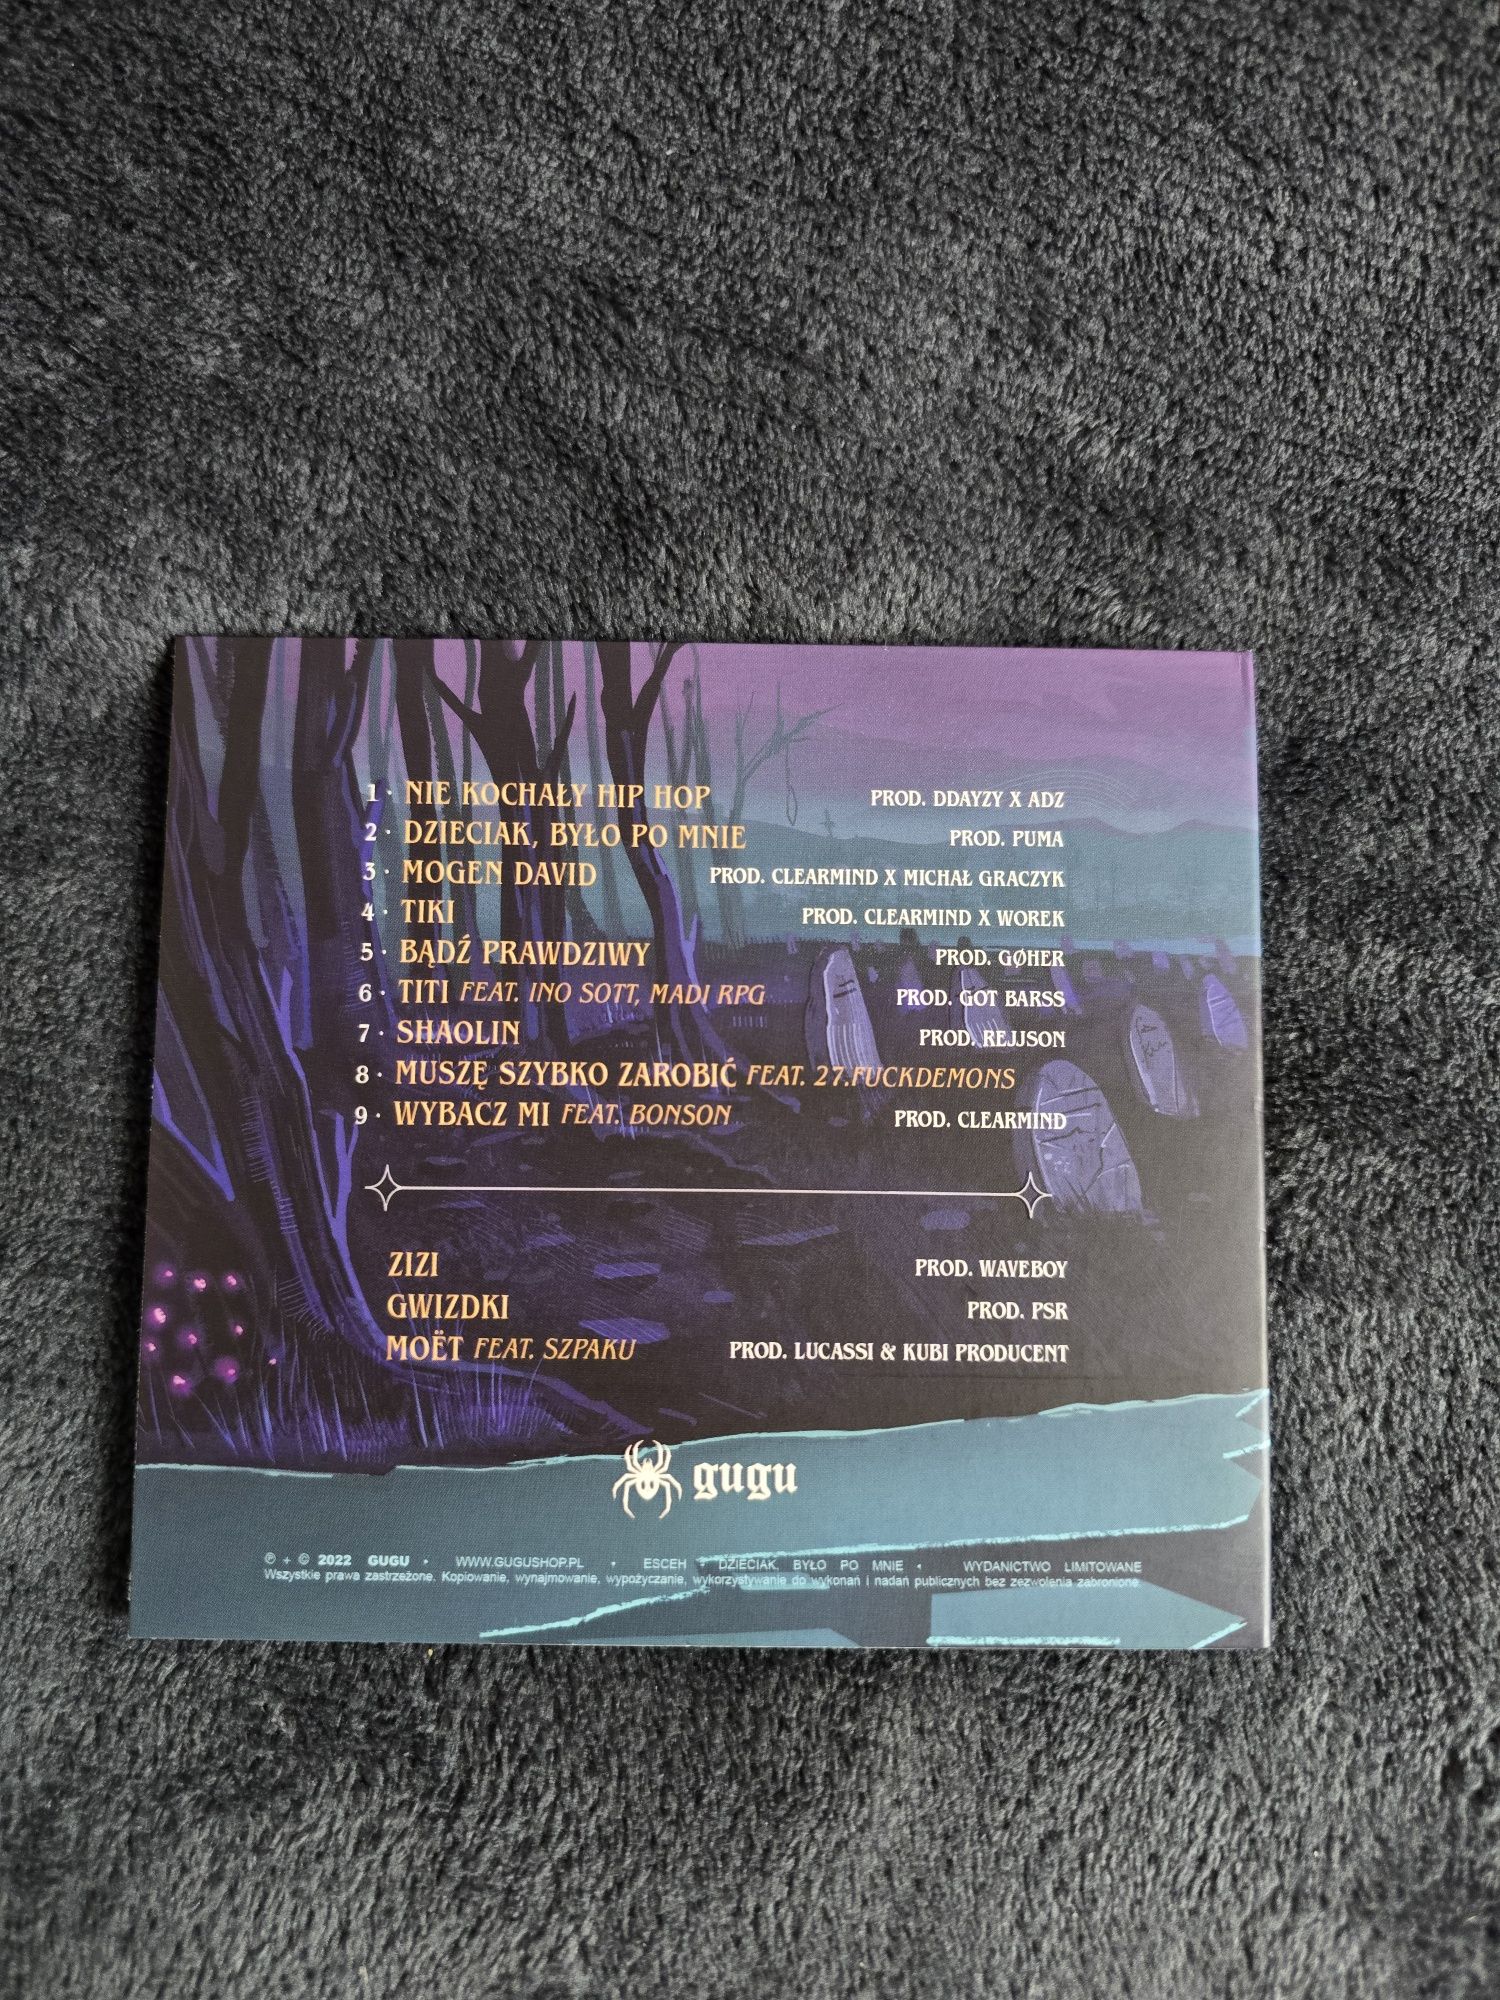 1 · NIE KOCHAŁY HIP HOP PROD. DDAYZY X ADZ
2 · DZIECIAK, BYŁO PO MNIE PROD. PUMA
3 · MOGEN DAVID PROD. CLEARMIND X MICHAŁ GRACZYK
4 · TIKI PROD. CLEARMIND X WOREK
5 · BĄDŹ PRAWDZIWY PROD. GØHER
6 · TITI FEAT. INO SOTT, MADI RPG PROD. GOT BARSS
7 · SHAOLIN PROD. REJJSON
8 · MUSZĘ SZYBKO ZAROBIĆ FEAT. 27.FUCKDEMONS
9 · WYBACZ MI FEAT. BONSON PROD. CLEARMIND
ZIZI PROD. WAVEBOY
GWIZDKI PROD. PSR
MOËT FEAT. SZPAKU PROD. LUCASSI & KUBI PRODUCENT
gugu
℗ + © 2022 GUGU • WWW.GUGUSHOP.PL • ESCEH • DZIECIAK, BYŁO PO MNIE • WYDANICTWO LIMITOWANE
Wszystkie prawa zastrzeżone. Kopiowanie, wynajmowanie, wypożyczanie, wykorzystywanie do wykonań i nadań publicznych bez zezwolenia zabronione